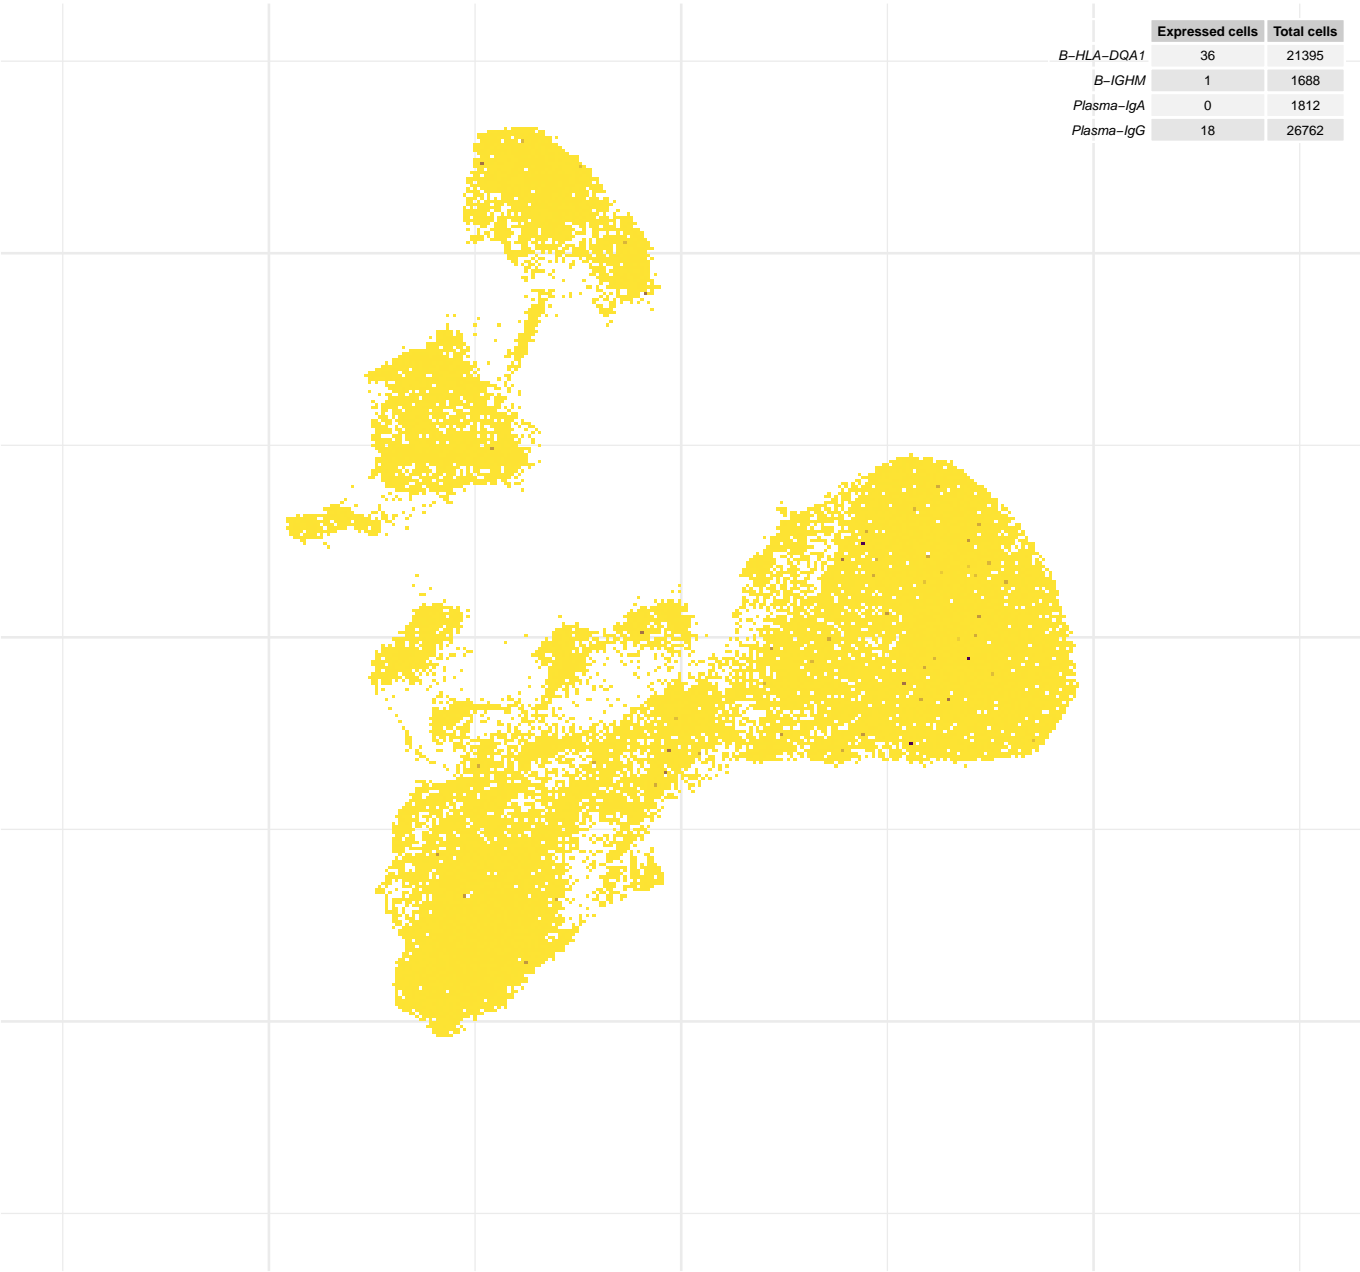 Expressed cells Total cells
B−HLA−DQA1 36 21395
B−IGHM 1 1688
Plasma−IgA 0 1812
Plasma−IgG 18 26762